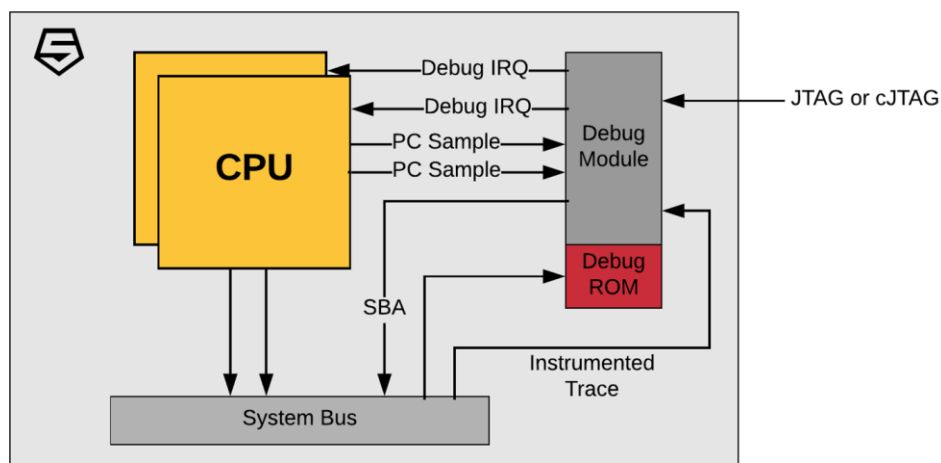 Debug IRQ
Debug IRQ
JTAG or cJTAG
PC Sample
PC Sample
CPU
Debug
Module
Debug
ROM
SBA
Instrumented
Trace
System Bus